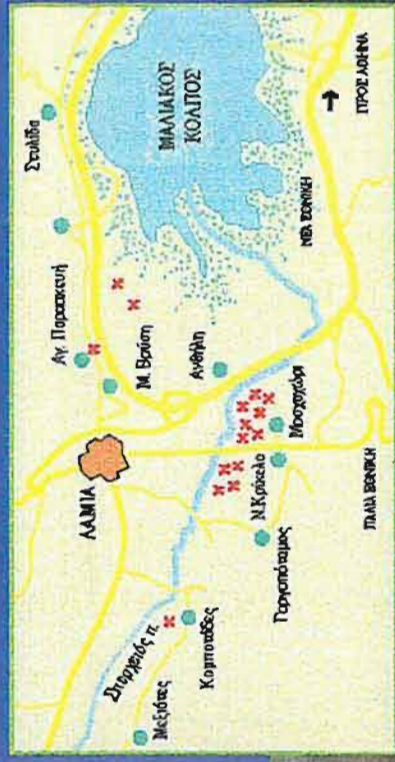 Στυλίδα
Αγ. Παρασκευή
ΜΑΛΙΑΚΟΣ
ΚΟΛΠΟΣ
Μ. Βρύση
ΛΑΜΙΑ
Ανθήλη
ΝΕΑ ΕΘΝΙΚΗ
ΠΡΟΣ ΑΘΗΝΑ
Σπερχειός π.
Μοσχοχώρι
Ν.Κρίκελο
Μεξιάτες
Κομποτάδες
Γοργοπόταμος
ΠΑΛΙΑ ΕΘΝΙΚΗ